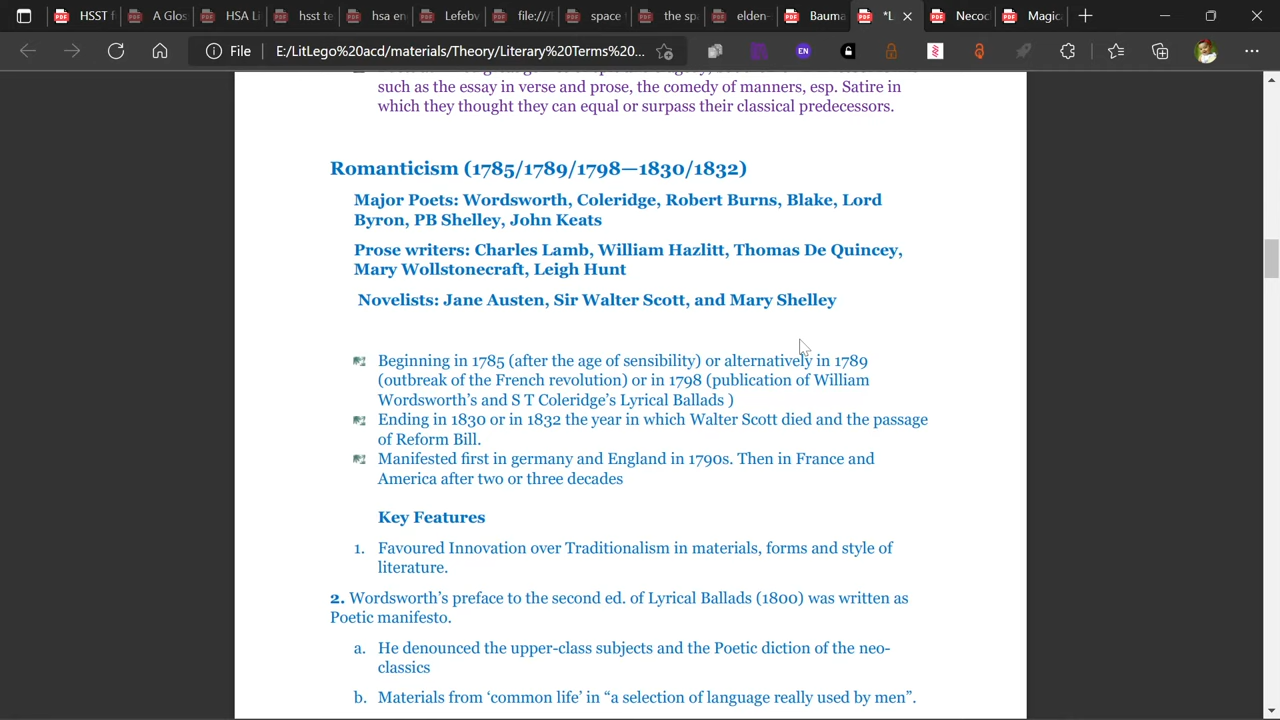 HSST f
A Glos
HSA Li
hsst te
hsa en
Lefebv
file:///
space
the sp
elden-
Bauma
*L
Necocl
Magic
File
E:/LitLego%20acd/materials/Theory/Literary%20Terms%20...
EN
such as the essay in verse and prose, the comedy of manners, esp. Satire in
which they thought they can equal or surpass their classical predecessors.
Romanticism (1785/1789/1798—1830/1832)
Major Poets: Wordsworth, Coleridge, Robert Burns, Blake, Lord
Byron, PB Shelley, John Keats
Prose writers: Charles Lamb, William Hazlitt, Thomas De Quincey,
Mary Wollstonecraft, Leigh Hunt
Novelists: Jane Austen, Sir Walter Scott, and Mary Shelley
Beginning in 1785 (after the age of sensibility) or alternatively in 1789
(outbreak of the French revolution) or in 1798 (publication of William
Wordsworth's and S T Coleridge's Lyrical Ballads )
Ending in 1830 or in 1832 the year in which Walter Scott died and the passage
of Reform Bill.
Manifested first in germany and England in 1790s. Then in France and
America after two or three decades
Key Features
1. Favoured Innovation over Traditionalism in materials, forms and style of
literature.
2. Wordsworth's preface to the second ed. of Lyrical Ballads (1800) was written as
Poetic manifesto.
a. He denounced the upper-class subjects and the Poetic diction of the neo-
classics
b. Materials from 'common life' in "a selection of language really used by men".